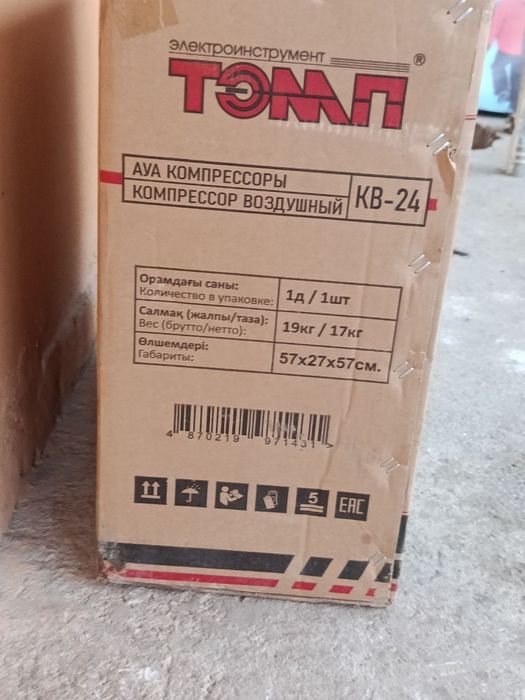 электроинструмент
ТЭМП®
АУА КОМПРЕССОРЫ
КОМПРЕССОР ВОЗДУШНЫЙ
КВ-24
Орамдағы саны:
Количество в упаковке:
1д / 1шт
Салмақ (жалпы/таза):
Вес (брутто/нетто):
19кг / 17кг
Өлшемдері:
Габариты:
57х27х57см.
4 870219 971431 >
5
EAC